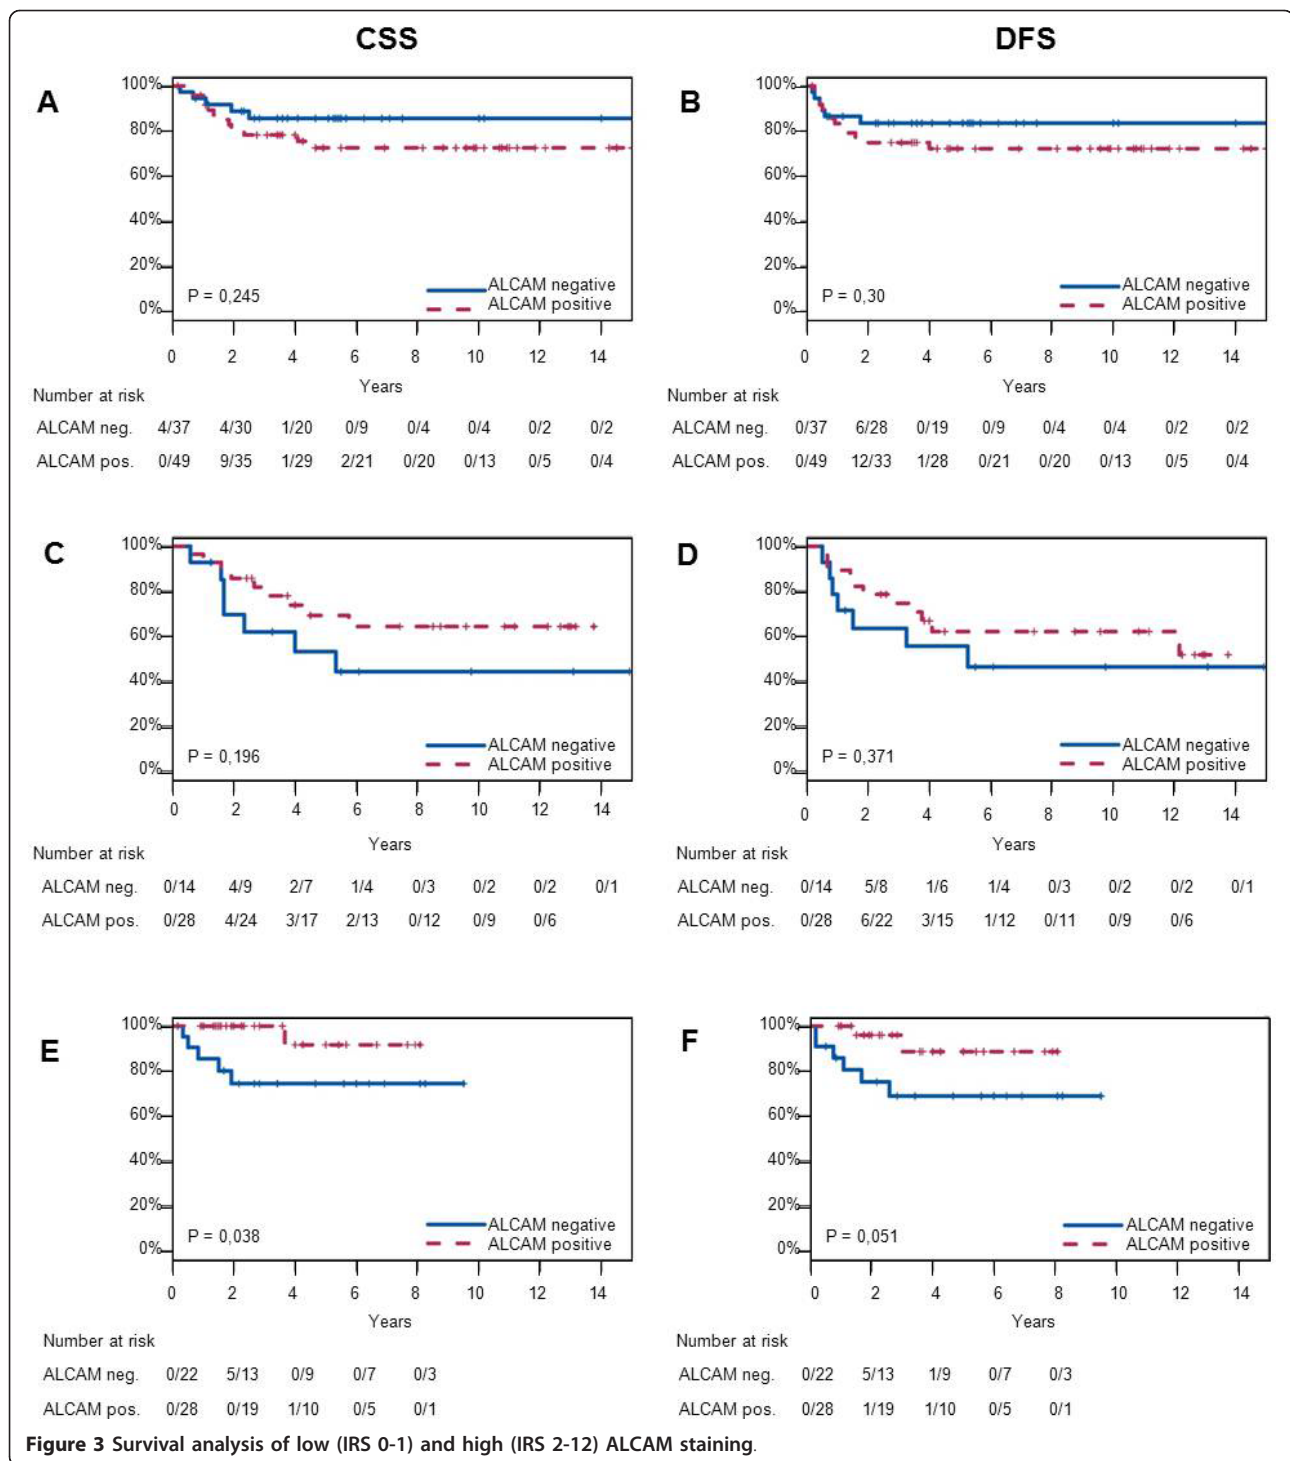 CSS DFS
A
100%
80%
60%
40%
20%
0%
P = 0,245
ALCAM negative
ALCAM positive
0 2 4 6 8 10 12 14
Years
Number at risk
ALCAM neg. 4/37 4/30 1/20 0/9 0/4 0/4 0/2 0/2
ALCAM pos. 0/49 9/35 1/29 2/21 0/20 0/13 0/5 0/4
B
100%
80%
60%
40%
20%
0%
P = 0,30
ALCAM negative
ALCAM positive
0 2 4 6 8 10 12 14
Years
Number at risk
ALCAM neg. 0/37 6/28 0/19 0/9 0/4 0/4 0/2 0/2
ALCAM pos. 0/49 12/33 1/28 0/21 0/20 0/13 0/5 0/4
C
100%
80%
60%
40%
20%
0%
P = 0,196
ALCAM negative
ALCAM positive
0 2 4 6 8 10 12 14
Years
Number at risk
ALCAM neg. 0/14 4/9 2/7 1/4 0/3 0/2 0/2 0/1
ALCAM pos. 0/28 4/24 3/17 2/13 0/12 0/9 0/6
D
100%
80%
60%
40%
20%
0%
P = 0,371
ALCAM negative
ALCAM positive
0 2 4 6 8 10 12 14
Years
Number at risk
ALCAM neg. 0/14 5/8 1/6 1/4 0/3 0/2 0/2 0/1
ALCAM pos. 0/28 6/22 3/15 1/12 0/11 0/9 0/6
E
100%
80%
60%
40%
20%
0%
P = 0,038
ALCAM negative
ALCAM positive
0 2 4 6 8 10 12 14
Years
Number at risk
ALCAM neg. 0/22 5/13 0/9 0/7 0/3
ALCAM pos. 0/28 0/19 1/10 0/5 0/1
F
100%
80%
60%
40%
20%
0%
P = 0,051
ALCAM negative
ALCAM positive
0 2 4 6 8 10 12 14
Years
Number at risk
ALCAM neg. 0/22 5/13 1/9 0/7 0/3
ALCAM pos. 0/28 1/19 1/10 0/5 0/1
Figure 3 Survival analysis of low (IRS 0-1) and high (IRS 2-12) ALCAM staining.